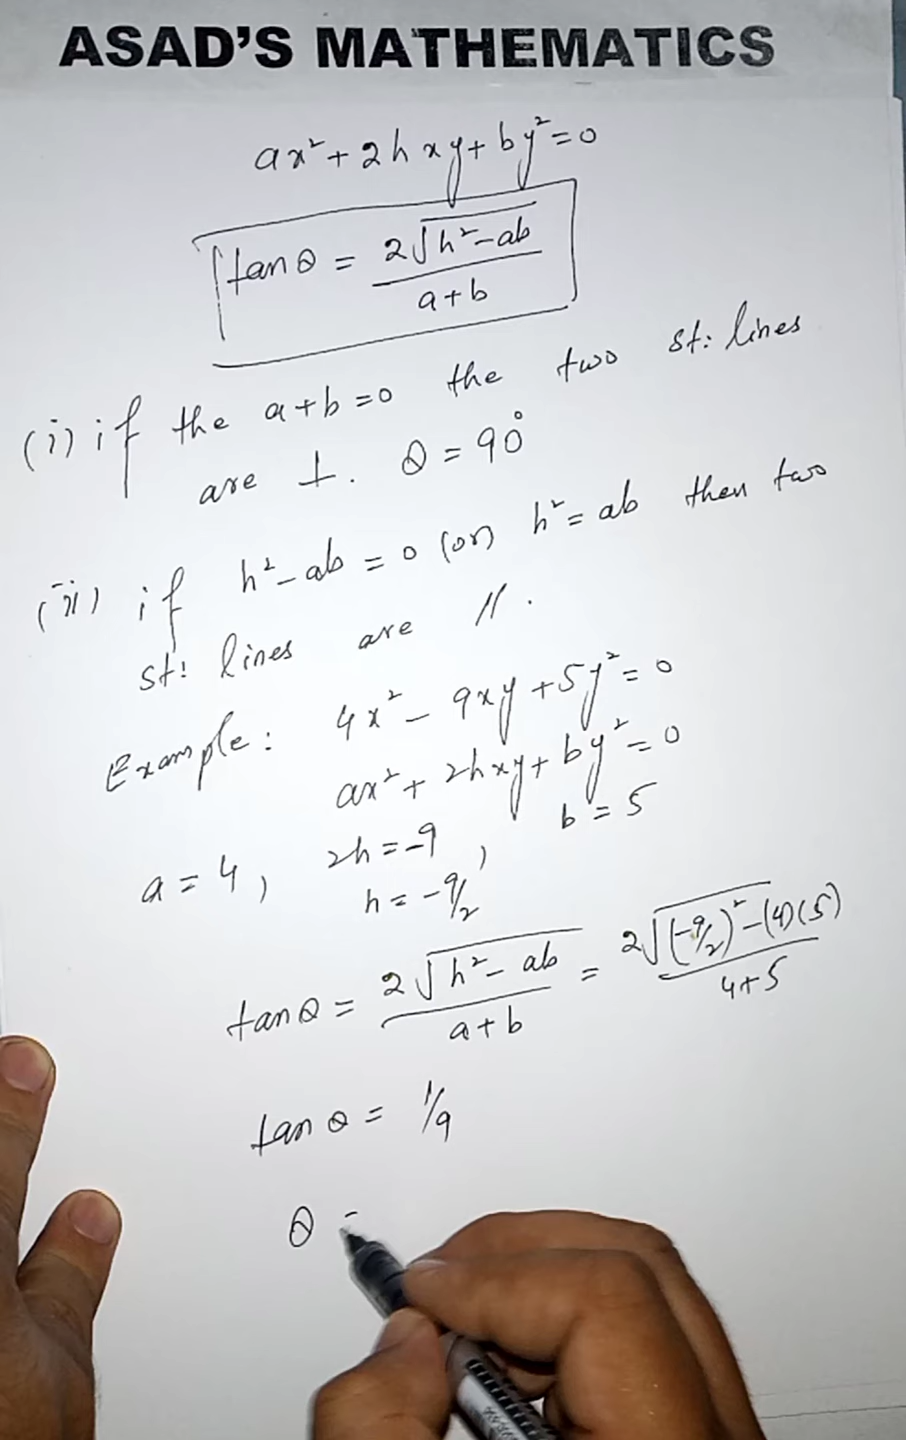 ASAD'S MATHEMATICS
ax² + 2hxy + by² = 0
tan θ = 2√(h² - ab) / (a + b)
(i) if the a + b = 0 the two st: lines
are ⊥. θ = 90°
(ii) if h² - ab = 0 (or) h² = ab then two
st: lines are //.
Example: 4x² - 9xy + 5y² = 0
ax² + 2hxy + by² = 0
a = 4, 2h = -9, b = 5
h = -9/2
tan θ = 2√(h² - ab) / (a + b) = 2√((-9/2)² - (4)(5)) / (4 + 5)
tan θ = 1/9
θ =